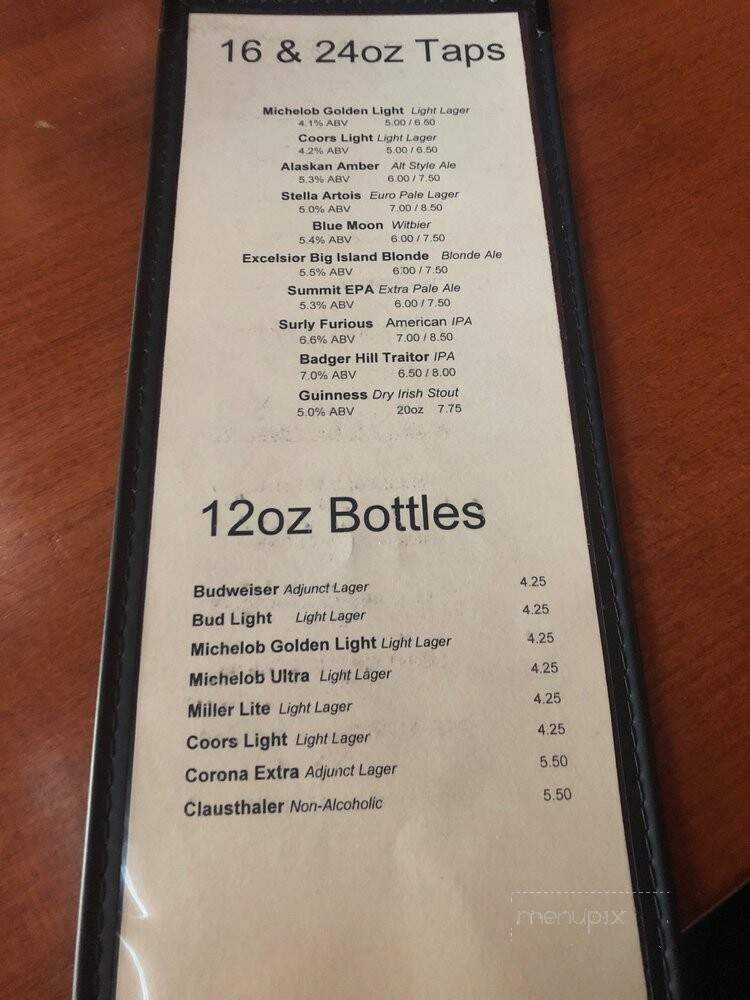 16 & 24oz Taps
Michelob Golden Light Light Lager
4.1% ABV 5.00 / 6.50
Coors Light Light Lager
4.2% ABV 5.00 / 6.50
Alaskan Amber Alt Style Ale
5.3% ABV 6.00 / 7.50
Stella Artois Euro Pale Lager
5.0% ABV 7.00 / 8.50
Blue Moon Witbier
5.4% ABV 6.00 / 7.50
Excelsior Big Island Blonde Blonde Ale
5.5% ABV 6.00 / 7.50
Summit EPA Extra Pale Ale
5.3% ABV 6.00 / 7.50
Surly Furious American IPA
6.6% ABV 7.00 / 8.50
Badger Hill Traitor IPA
7.0% ABV 6.50 / 8.00
Guinness Dry Irish Stout
5.0% ABV 20oz 7.75
12oz Bottles
Budweiser Adjunct Lager 4.25
Bud Light Light Lager 4.25
Michelob Golden Light Light Lager 4.25
Michelob Ultra Light Lager 4.25
Miller Lite Light Lager 4.25
Coors Light Light Lager 4.25
Corona Extra Adjunct Lager 5.50
Clausthaler Non-Alcoholic 5.50
menupix